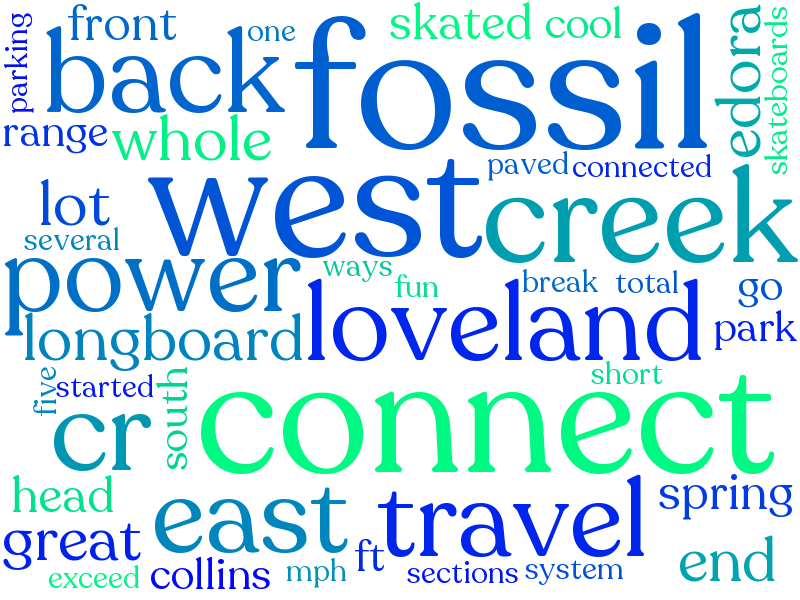 parking
front
back
one
skated
cool
fossil
edora
skateboards
range
whole
paved
connected
west
creek
lot
several
power
ways
fun
break
total
go
park
longboard
loveland
five
started
south
cr
short
connect
head
great
east
ft
travel
spring
end
exceed
collins
mph
sections
system